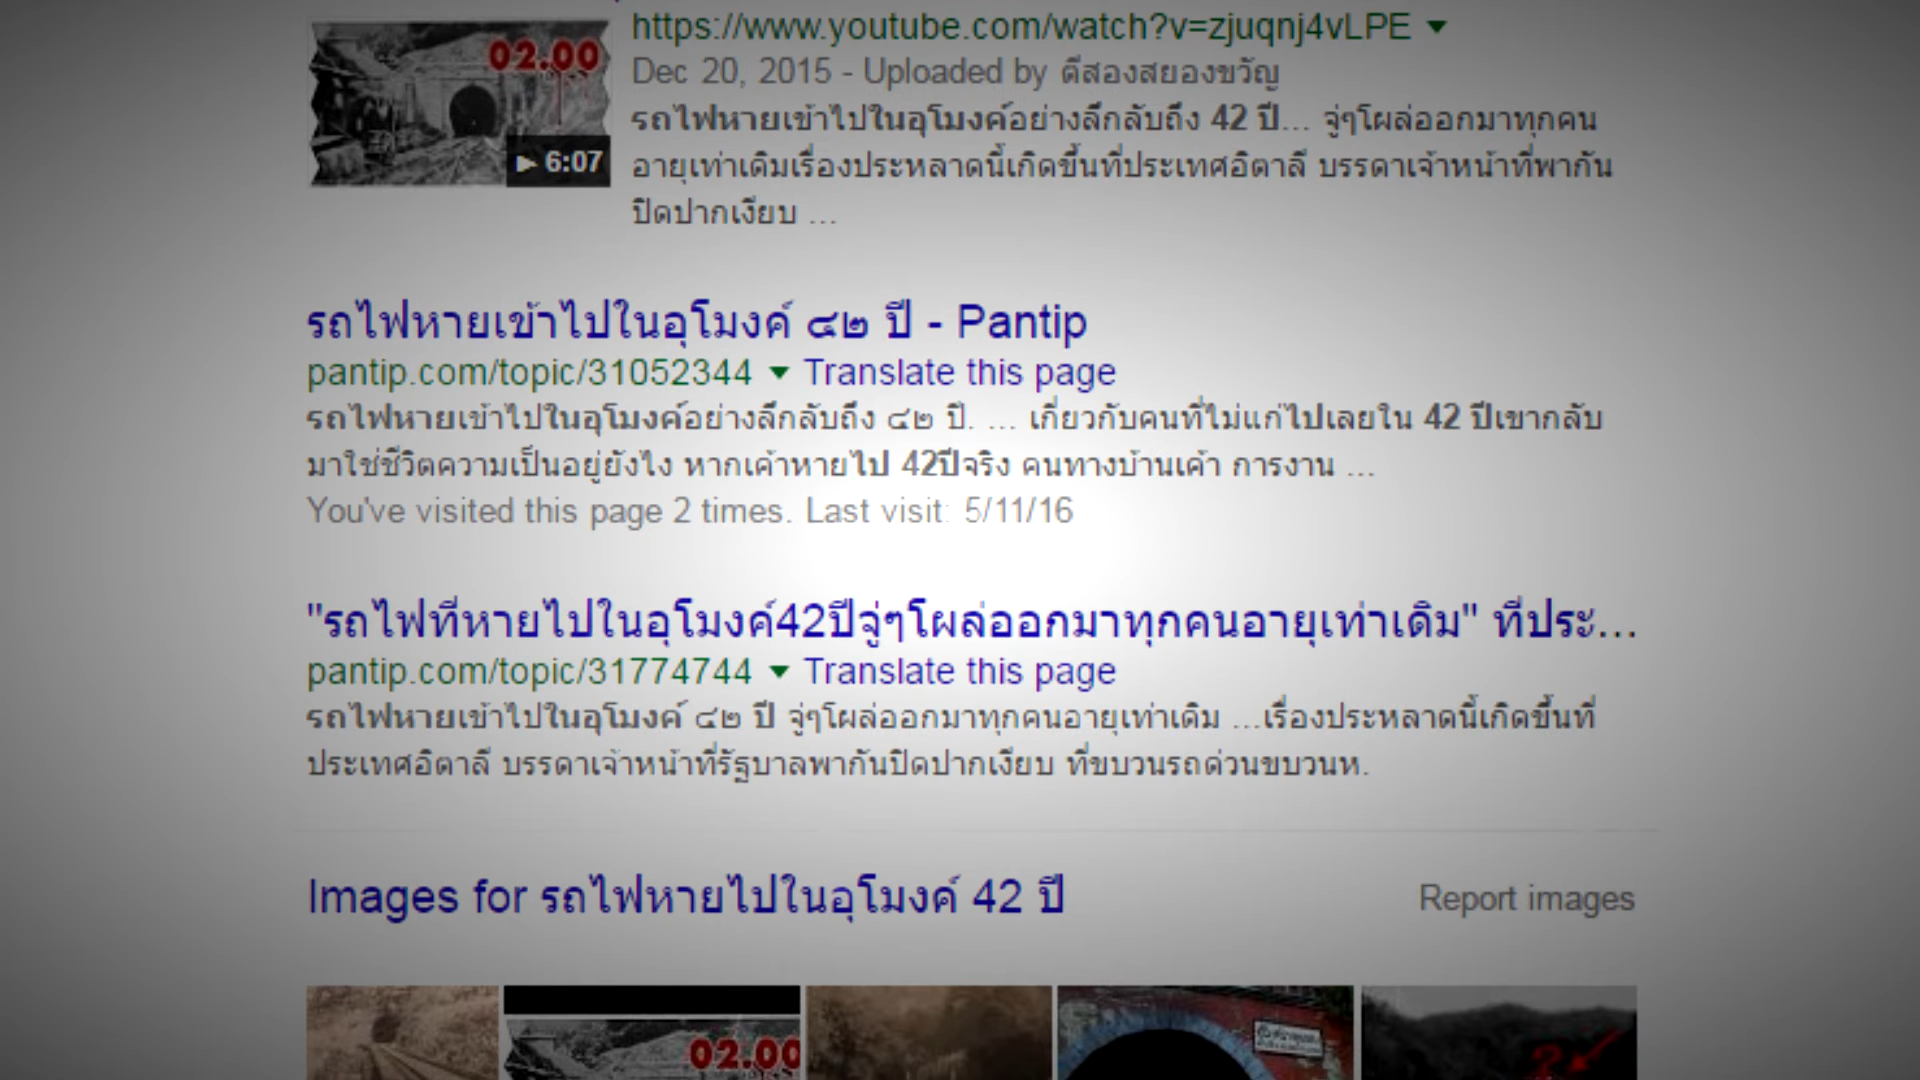 https://www.youtube.com/watch?v=zjuqnj4vLPE
02.00
6:07
Dec 20, 2015 - Uploaded by ตีสองสยองขวัญ
รถไฟหายเข้าไปในอุโมงค์อย่างลึกลับถึง 42 ปี... จู่ๆโผล่ออกมาทุกคน
อายุเท่าเดิมเรื่องประหลาดนี้เกิดขึ้นที่ประเทศอิตาลี บรรดาเจ้าหน้าที่พากัน
ปิดปากเงียบ ...
รถไฟหายเข้าไปในอุโมงค์ ๔๒ ปี - Pantip
pantip.com/topic/31052344 Translate this page
รถไฟหายเข้าไปในอุโมงค์อย่างลึกลับถึง ๔๒ ปี. ... เกี่ยวกับคนที่ไม่แก่ไปเลยใน 42 ปีเขากลับ
มาใช่ชีวิตความเป็นอยู่ยังไง หากเค้าหายไป 42ปีจริง คนทางบ้านเค้า การงาน ...
You've visited this page 2 times. Last visit: 5/11/16
"รถไฟที่หายไปในอุโมงค์42ปีจู่ๆโผล่ออกมาทุกคนอายุเท่าเดิม" ที่ประ...
pantip.com/topic/31774744 Translate this page
รถไฟหายเข้าไปในอุโมงค์ ๔๒ ปี จู่ๆโผล่ออกมาทุกคนอายุเท่าเดิม ...เรื่องประหลาดนี้เกิดขึ้นที่
ประเทศอิตาลี บรรดาเจ้าหน้าที่รัฐบาลพากันปิดปากเงียบ ที่ขบวนรถด่วนขบวนห.
Images for รถไฟหายไปในอุโมงค์ 42 ปี
Report images
02.00